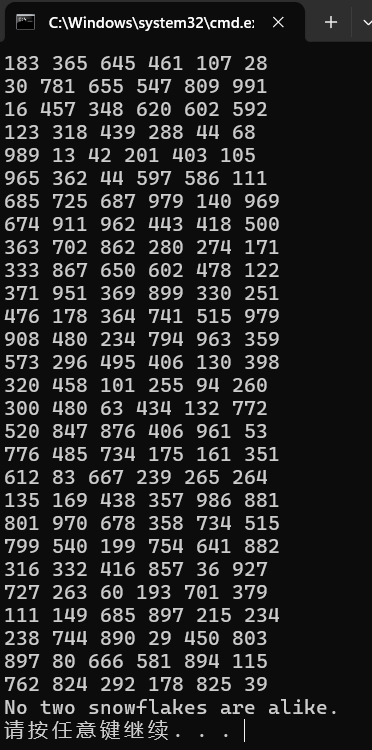 C:\Windows\system32\cmd.e
183 365 645 461 107 28
30 781 655 547 809 991
16 457 348 620 602 592
123 318 439 288 44 68
989 13 42 201 403 105
965 362 44 597 586 111
685 725 687 979 140 969
674 911 962 443 418 500
363 702 862 280 274 171
333 867 650 602 478 122
371 951 369 899 330 251
476 178 364 741 515 979
908 480 234 794 963 359
573 296 495 406 130 398
320 458 101 255 94 260
300 480 63 434 132 772
520 847 876 406 961 53
776 485 734 175 161 351
612 83 667 239 265 264
135 169 438 357 986 881
801 970 678 358 734 515
799 540 199 754 641 882
316 332 416 857 36 927
727 263 60 193 701 379
111 149 685 897 215 234
238 744 890 29 450 803
897 80 666 581 894 115
762 824 292 178 825 39
No two snowflakes are alike.
请按任意键继续. . .